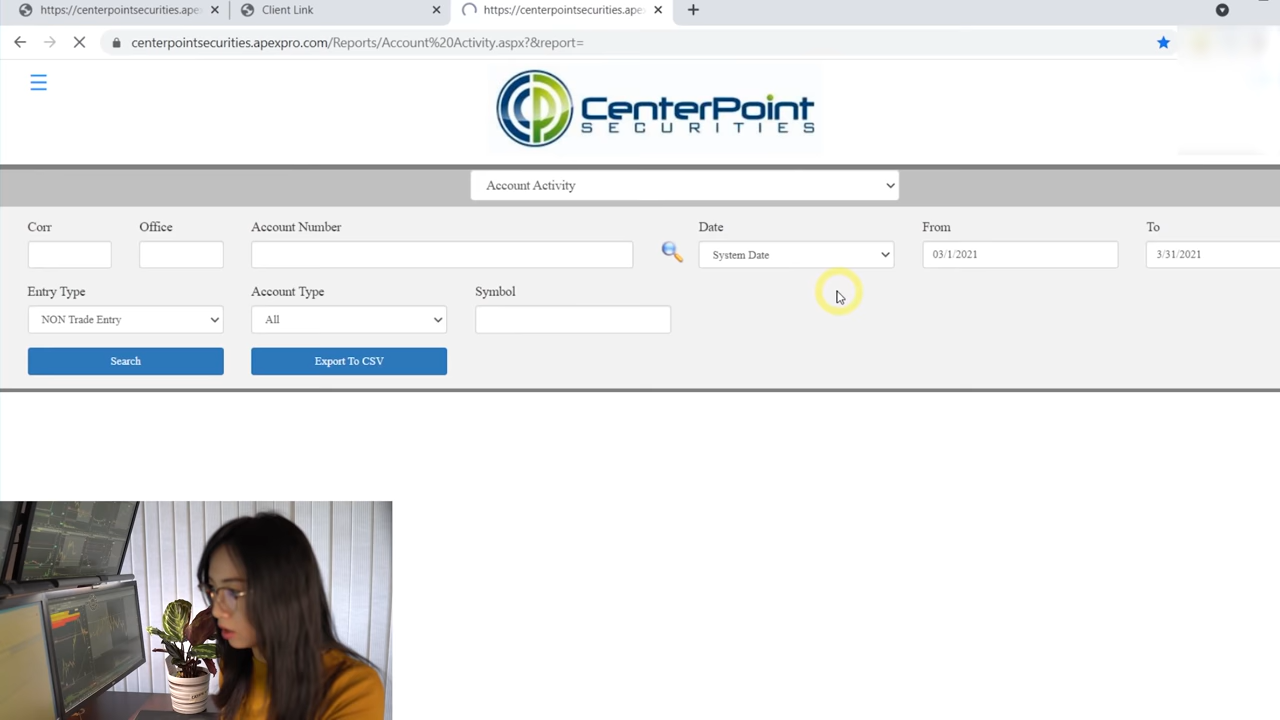 https://centerpointsecurities.ape
Client Link
https://centerpointsecurities.ape
centerpointsecurities.apexpro.com/Reports/Account%20Activity.aspx?&report=
CenterPoint
SECURITIES
Account Activity
Corr Office Account Number Date From To
System Date 03/1/2021 3/31/2021
Entry Type Account Type Symbol
NON Trade Entry All
Search Export To CSV